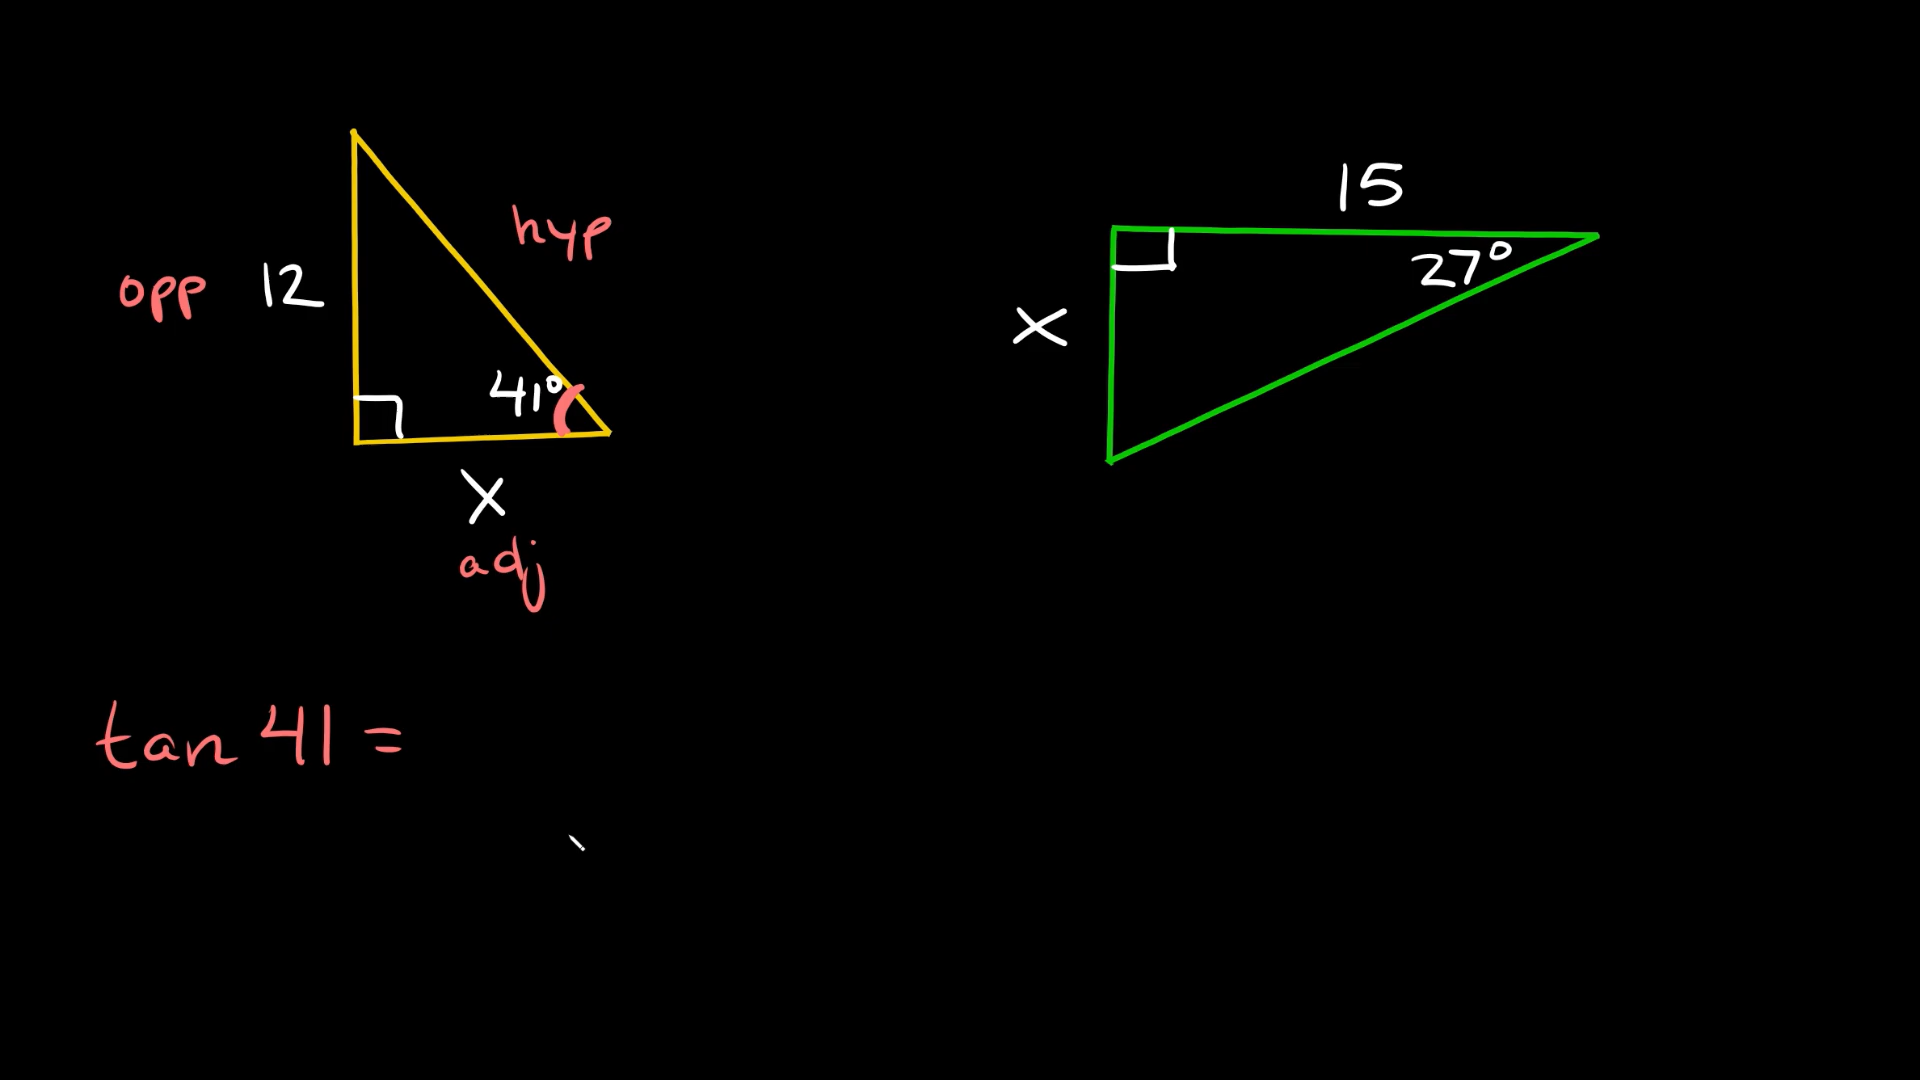 15
hyp
27°
opp 12
x
41°
x
adj
tan 41 =